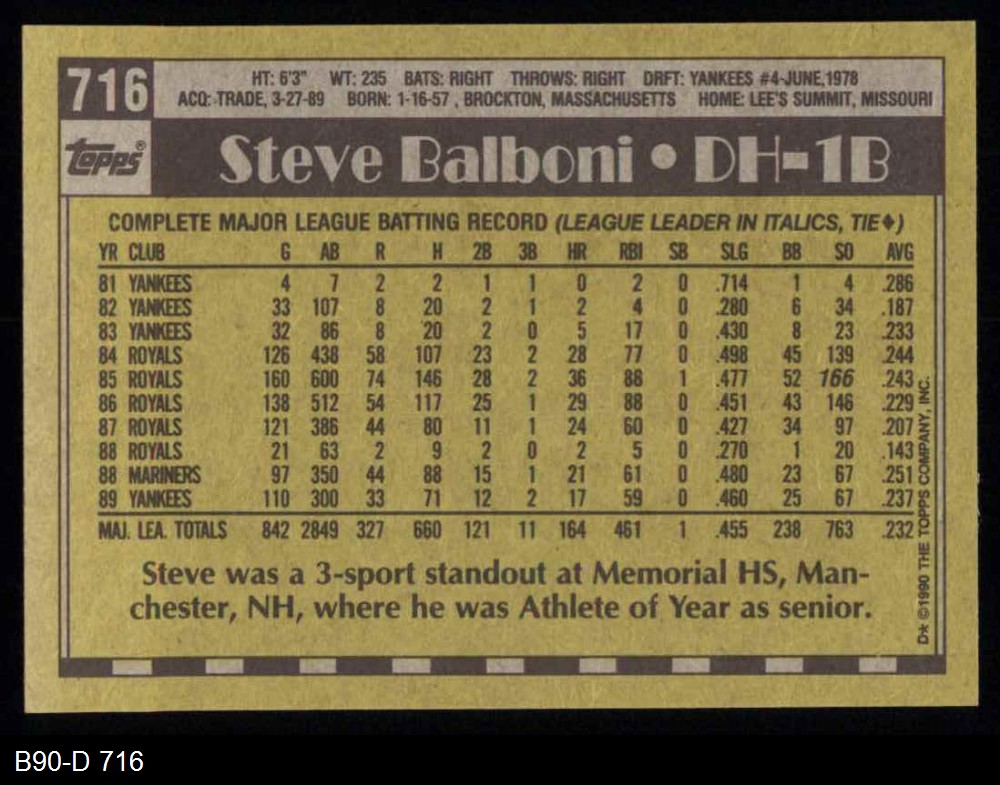 716
HT: 6'3" WT: 235 BATS: RIGHT THROWS: RIGHT DRFT: YANKEES #4-JUNE,1978
ACQ: TRADE, 3-27-89 BORN: 1-16-57 , BROCKTON, MASSACHUSETTS HOME: LEE'S SUMMIT, MISSOURI
topps®
Steve Balboni • DH-1B
COMPLETE MAJOR LEAGUE BATTING RECORD (LEAGUE LEADER IN ITALICS, TIE♦)
YR CLUB G AB R H 2B 3B HR RBI SB SLG BB SO AVG
81 YANKEES 4 7 2 2 1 1 0 2 0 .714 1 4 .286
82 YANKEES 33 107 8 20 2 1 2 4 0 .280 6 34 .187
83 YANKEES 32 86 8 20 2 0 5 17 0 .430 8 23 .233
84 ROYALS 126 438 58 107 23 2 28 77 0 .498 45 139 .244
85 ROYALS 160 600 74 146 28 2 36 88 1 .477 52 166 .243
86 ROYALS 138 512 54 117 25 1 29 88 0 .451 43 146 .229
87 ROYALS 121 386 44 80 11 1 24 60 0 .427 34 97 .207
88 ROYALS 21 63 2 9 2 0 2 5 0 .270 1 20 .143
88 MARINERS 97 350 44 88 15 1 21 61 0 .480 23 67 .251
89 YANKEES 110 300 33 71 12 2 17 59 0 .460 25 67 .237
MAJ. LEA. TOTALS 842 2849 327 660 121 11 164 461 1 .455 238 763 .232
Steve was a 3-sport standout at Memorial HS, Man-
chester, NH, where he was Athlete of Year as senior.
D* ©1990 THE TOPPS COMPANY, INC.
B90-D 716